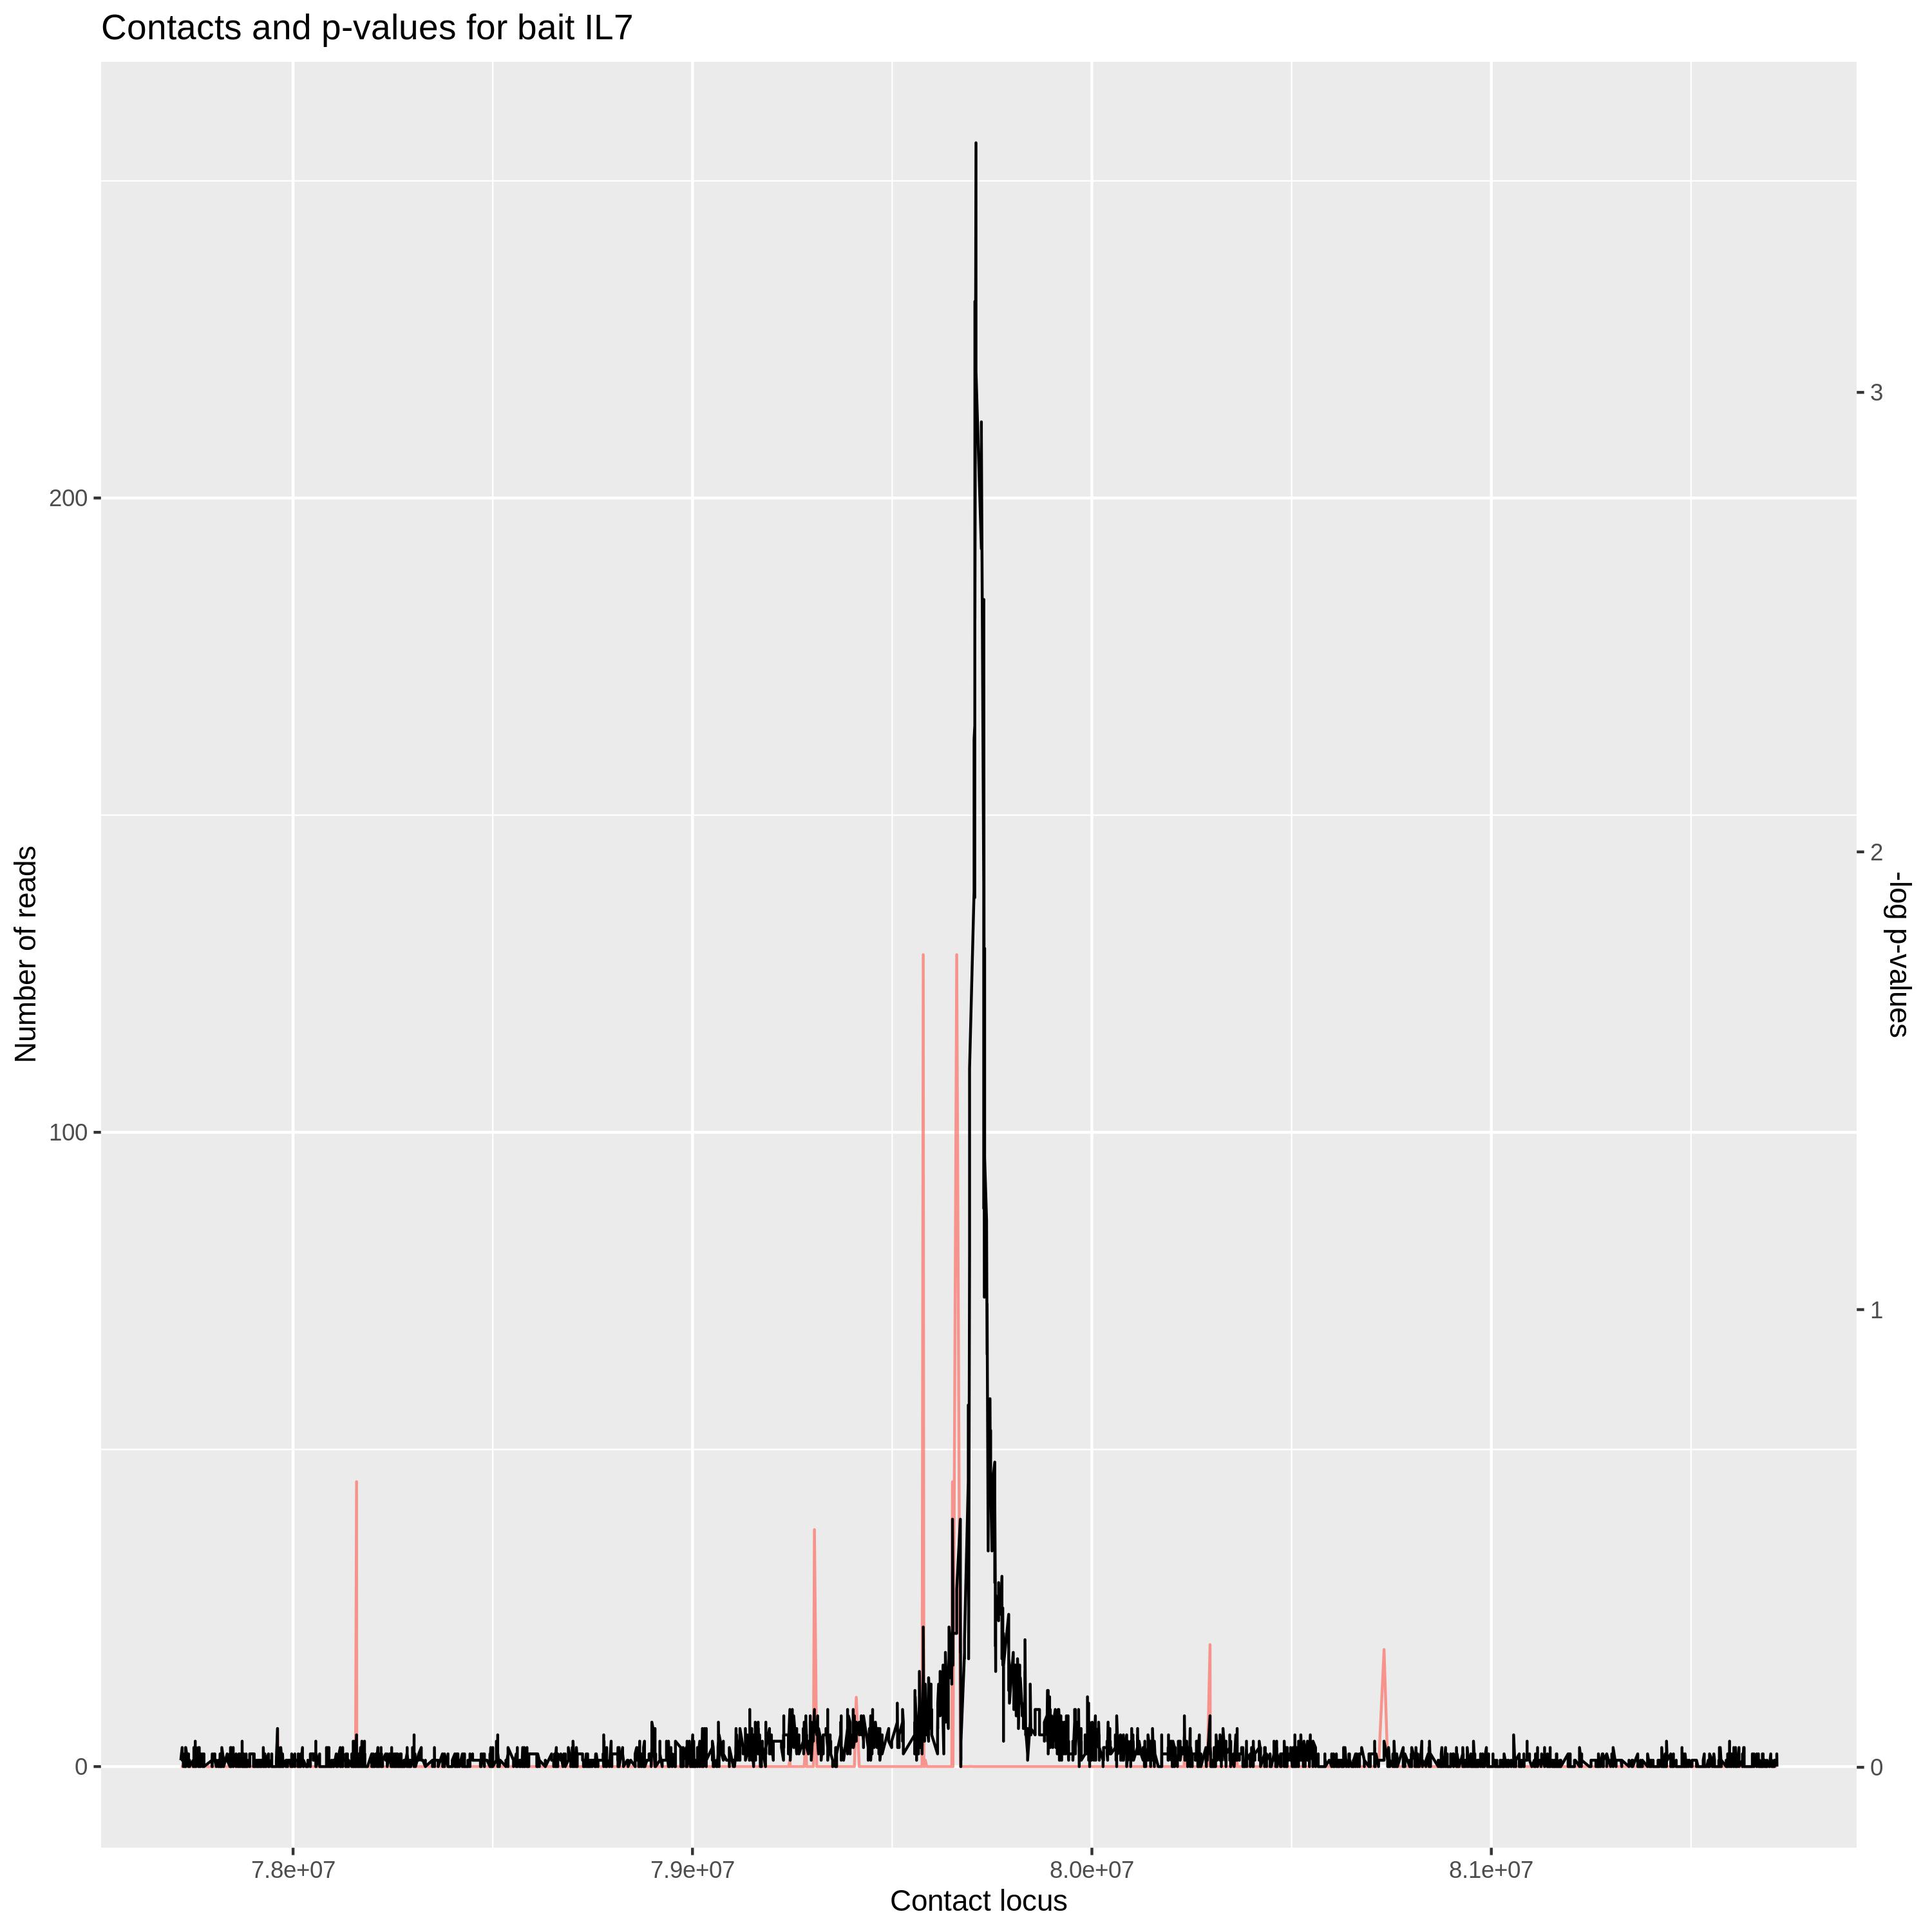 Contacts and p-values for bait IL7
Number of reads
200
100
0
3
2
1
0
-log p-values
7.8e+07 7.9e+07 8.0e+07 8.1e+07
Contact locus